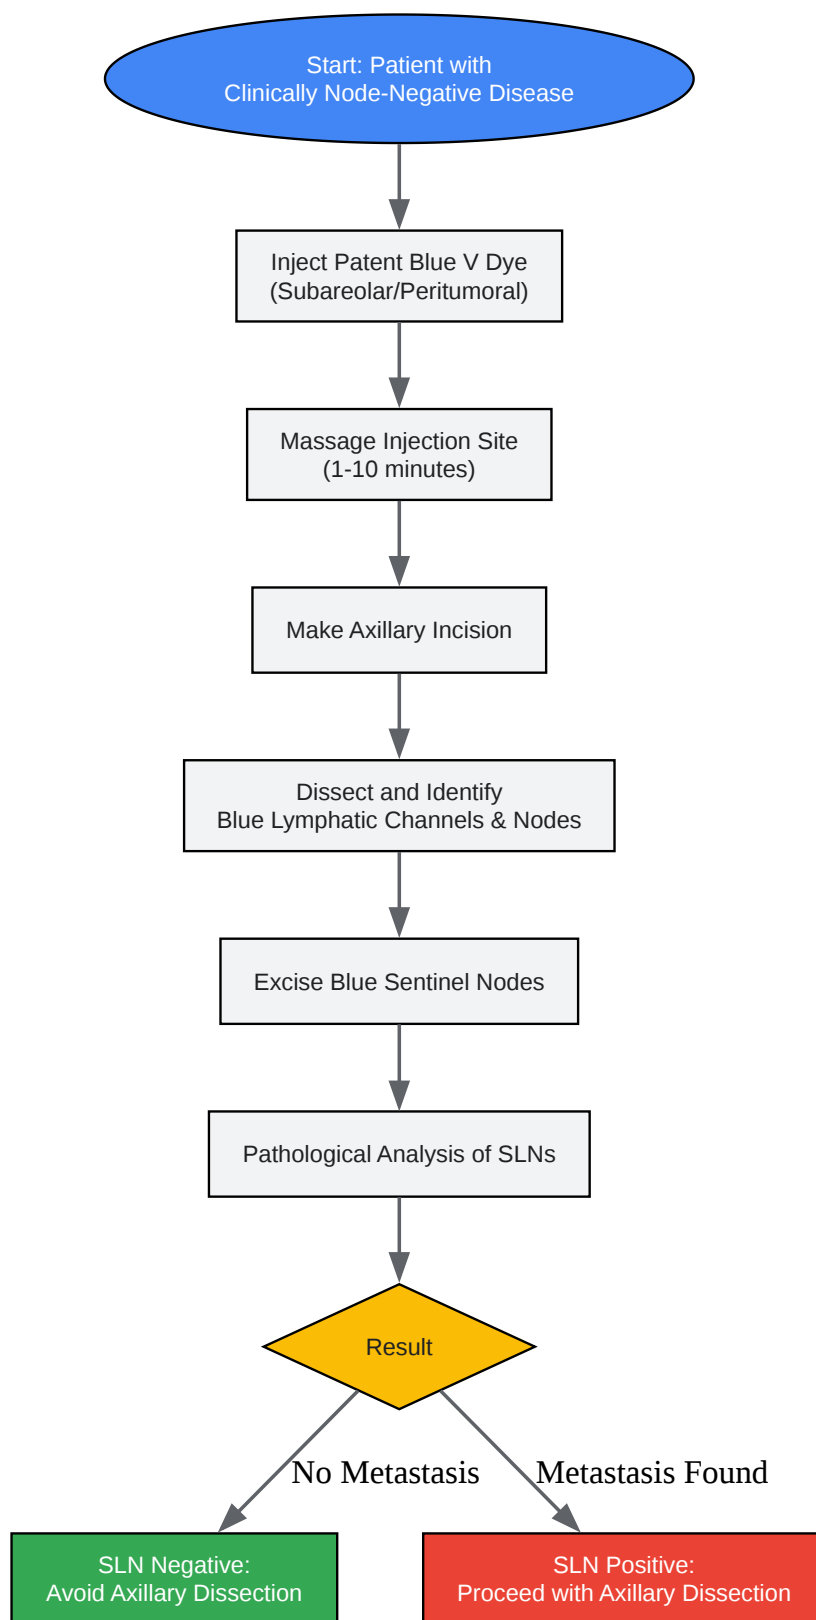 Start: Patient with
Clinically Node-Negative Disease
Inject Patent Blue V Dye
(Subareolar/Peritumoral)
Massage Injection Site
(1-10 minutes)
Make Axillary Incision
Dissect and Identify
Blue Lymphatic Channels & Nodes
Excise Blue Sentinel Nodes
Pathological Analysis of SLNs
Result
No Metastasis
Metastasis Found
SLN Negative:
Avoid Axillary Dissection
SLN Positive:
Proceed with Axillary Dissection